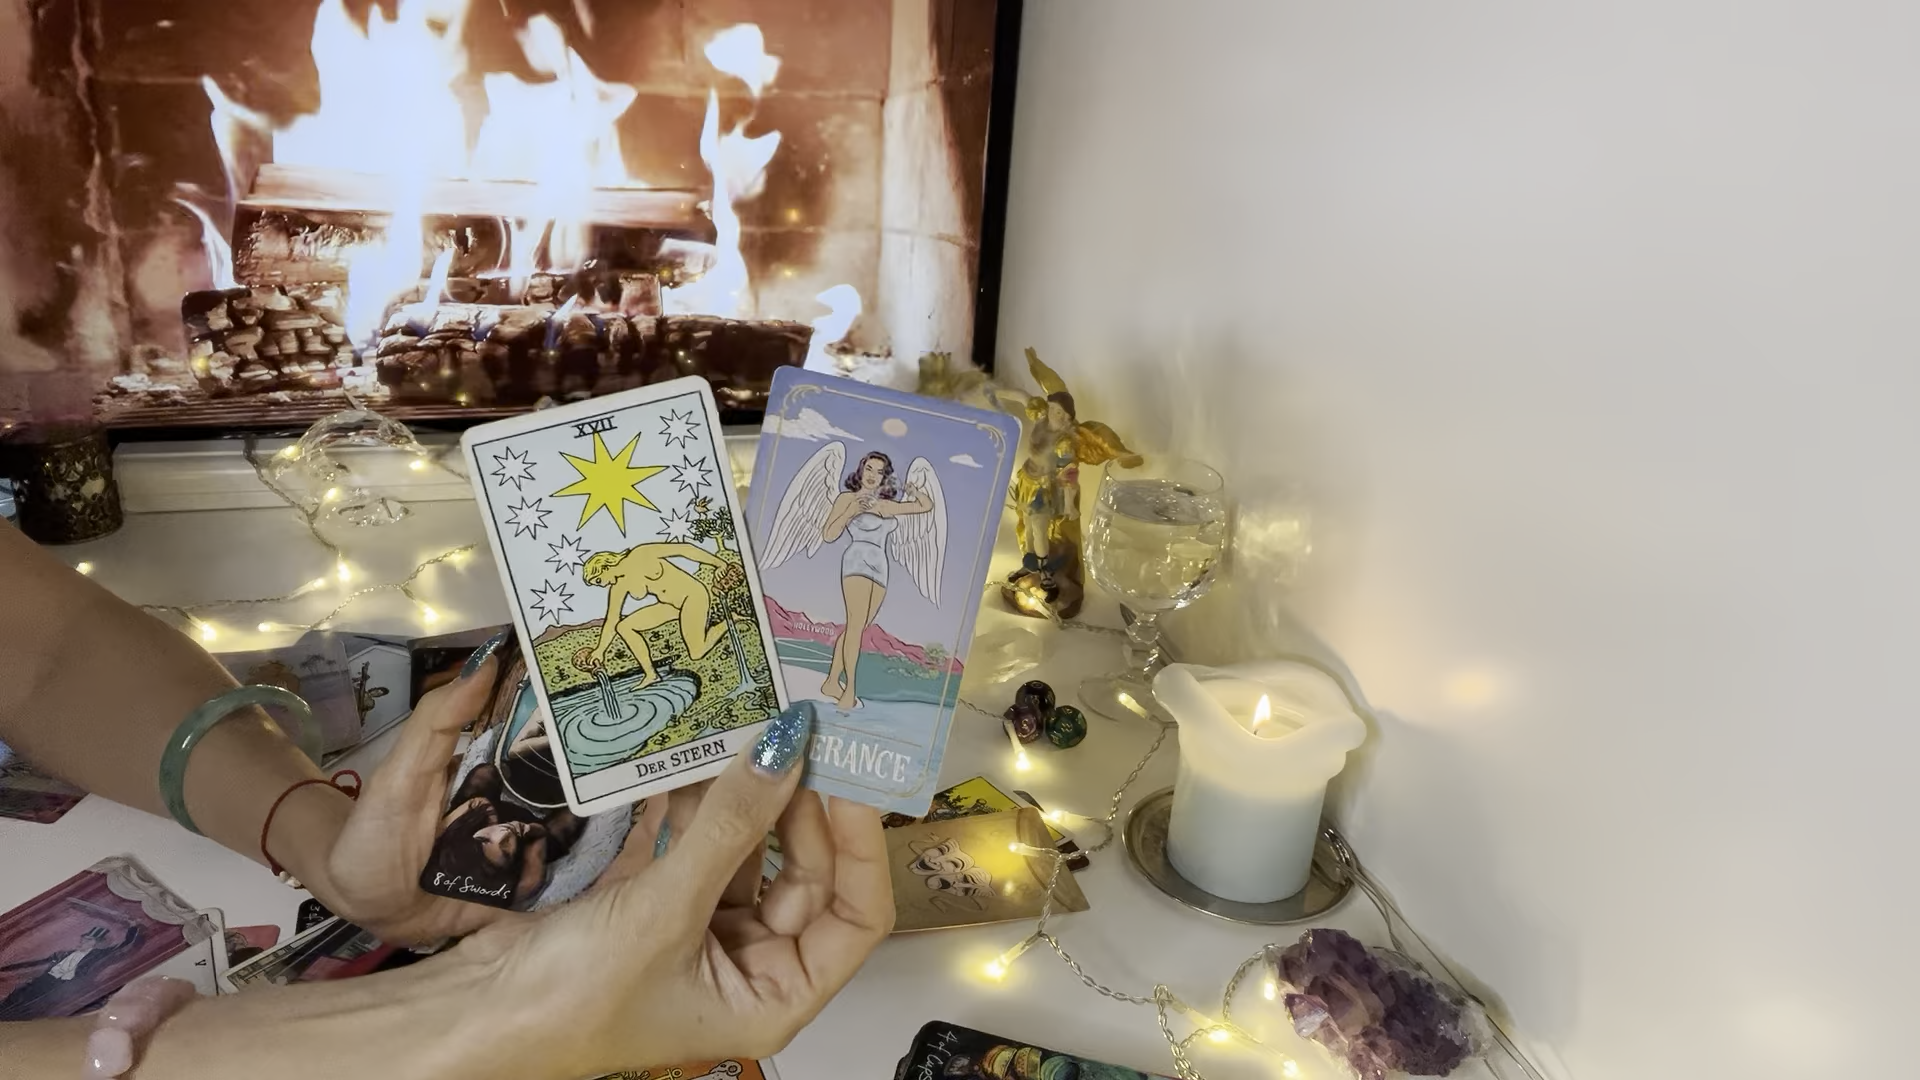 XVII
DER STERN
HOLLYWOOD
ERANCE
8 of Swords
V
4 of Cups